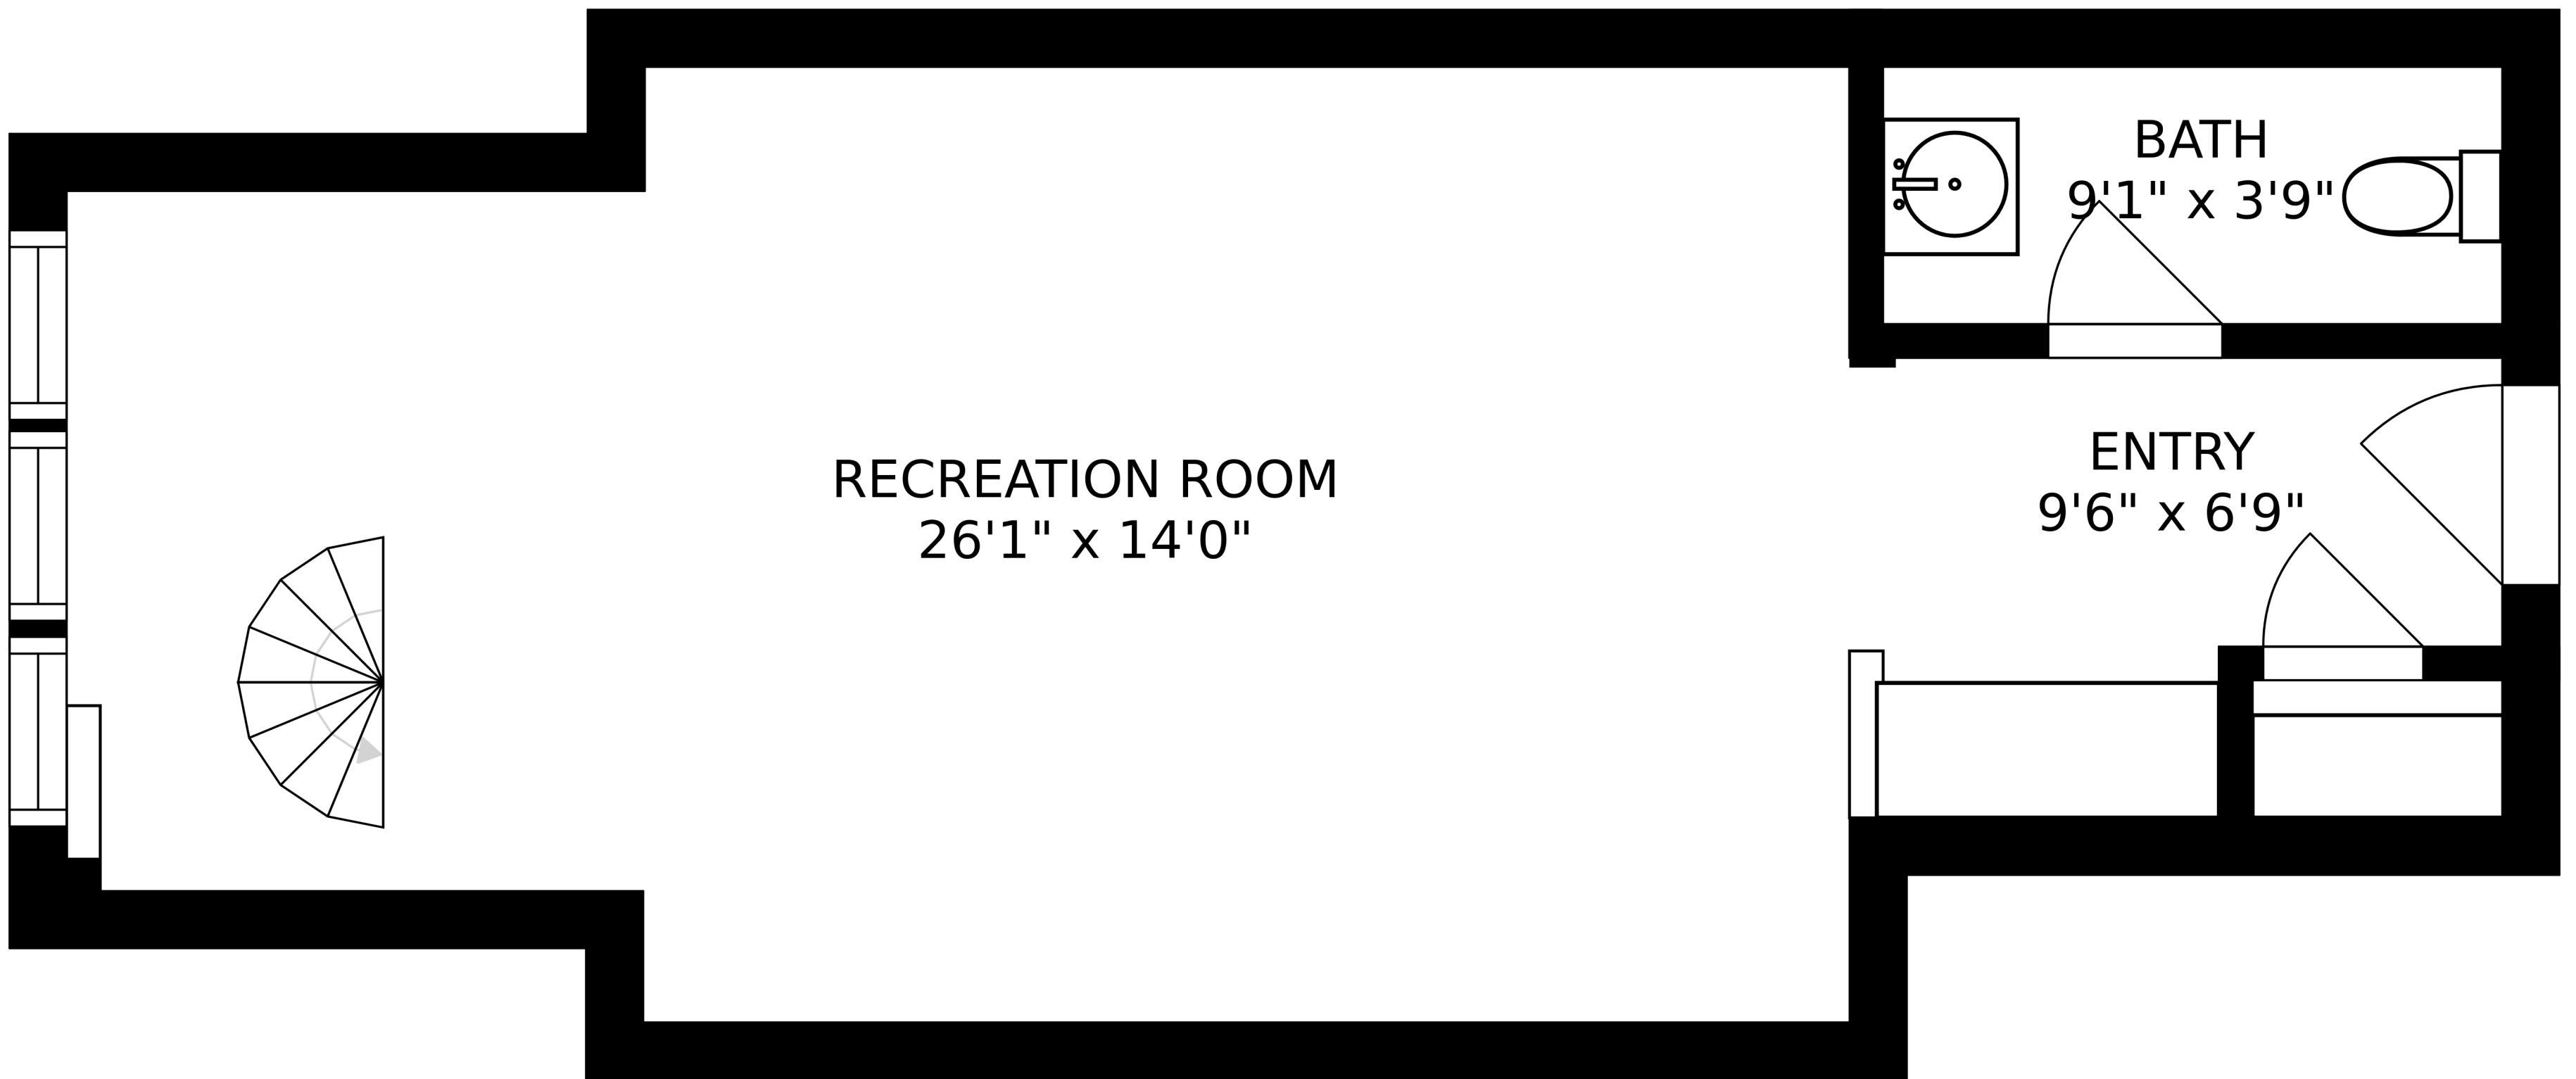 BATH
9'1" x 3'9"
RECREATION ROOM
26'1" x 14'0"
ENTRY
9'6" x 6'9"